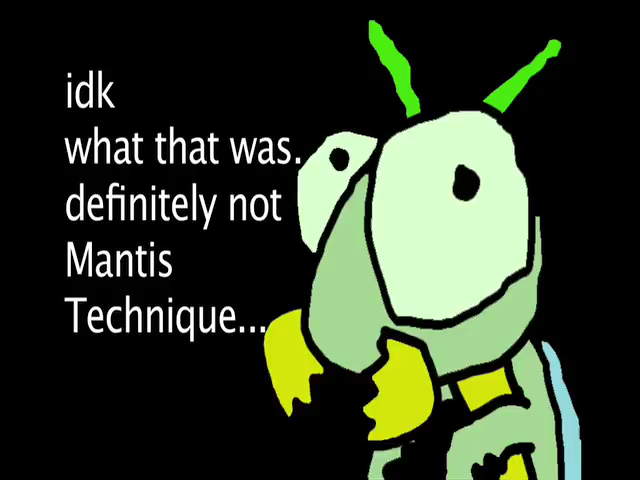 idk
what that was.
definitely not
Mantis
Technique...